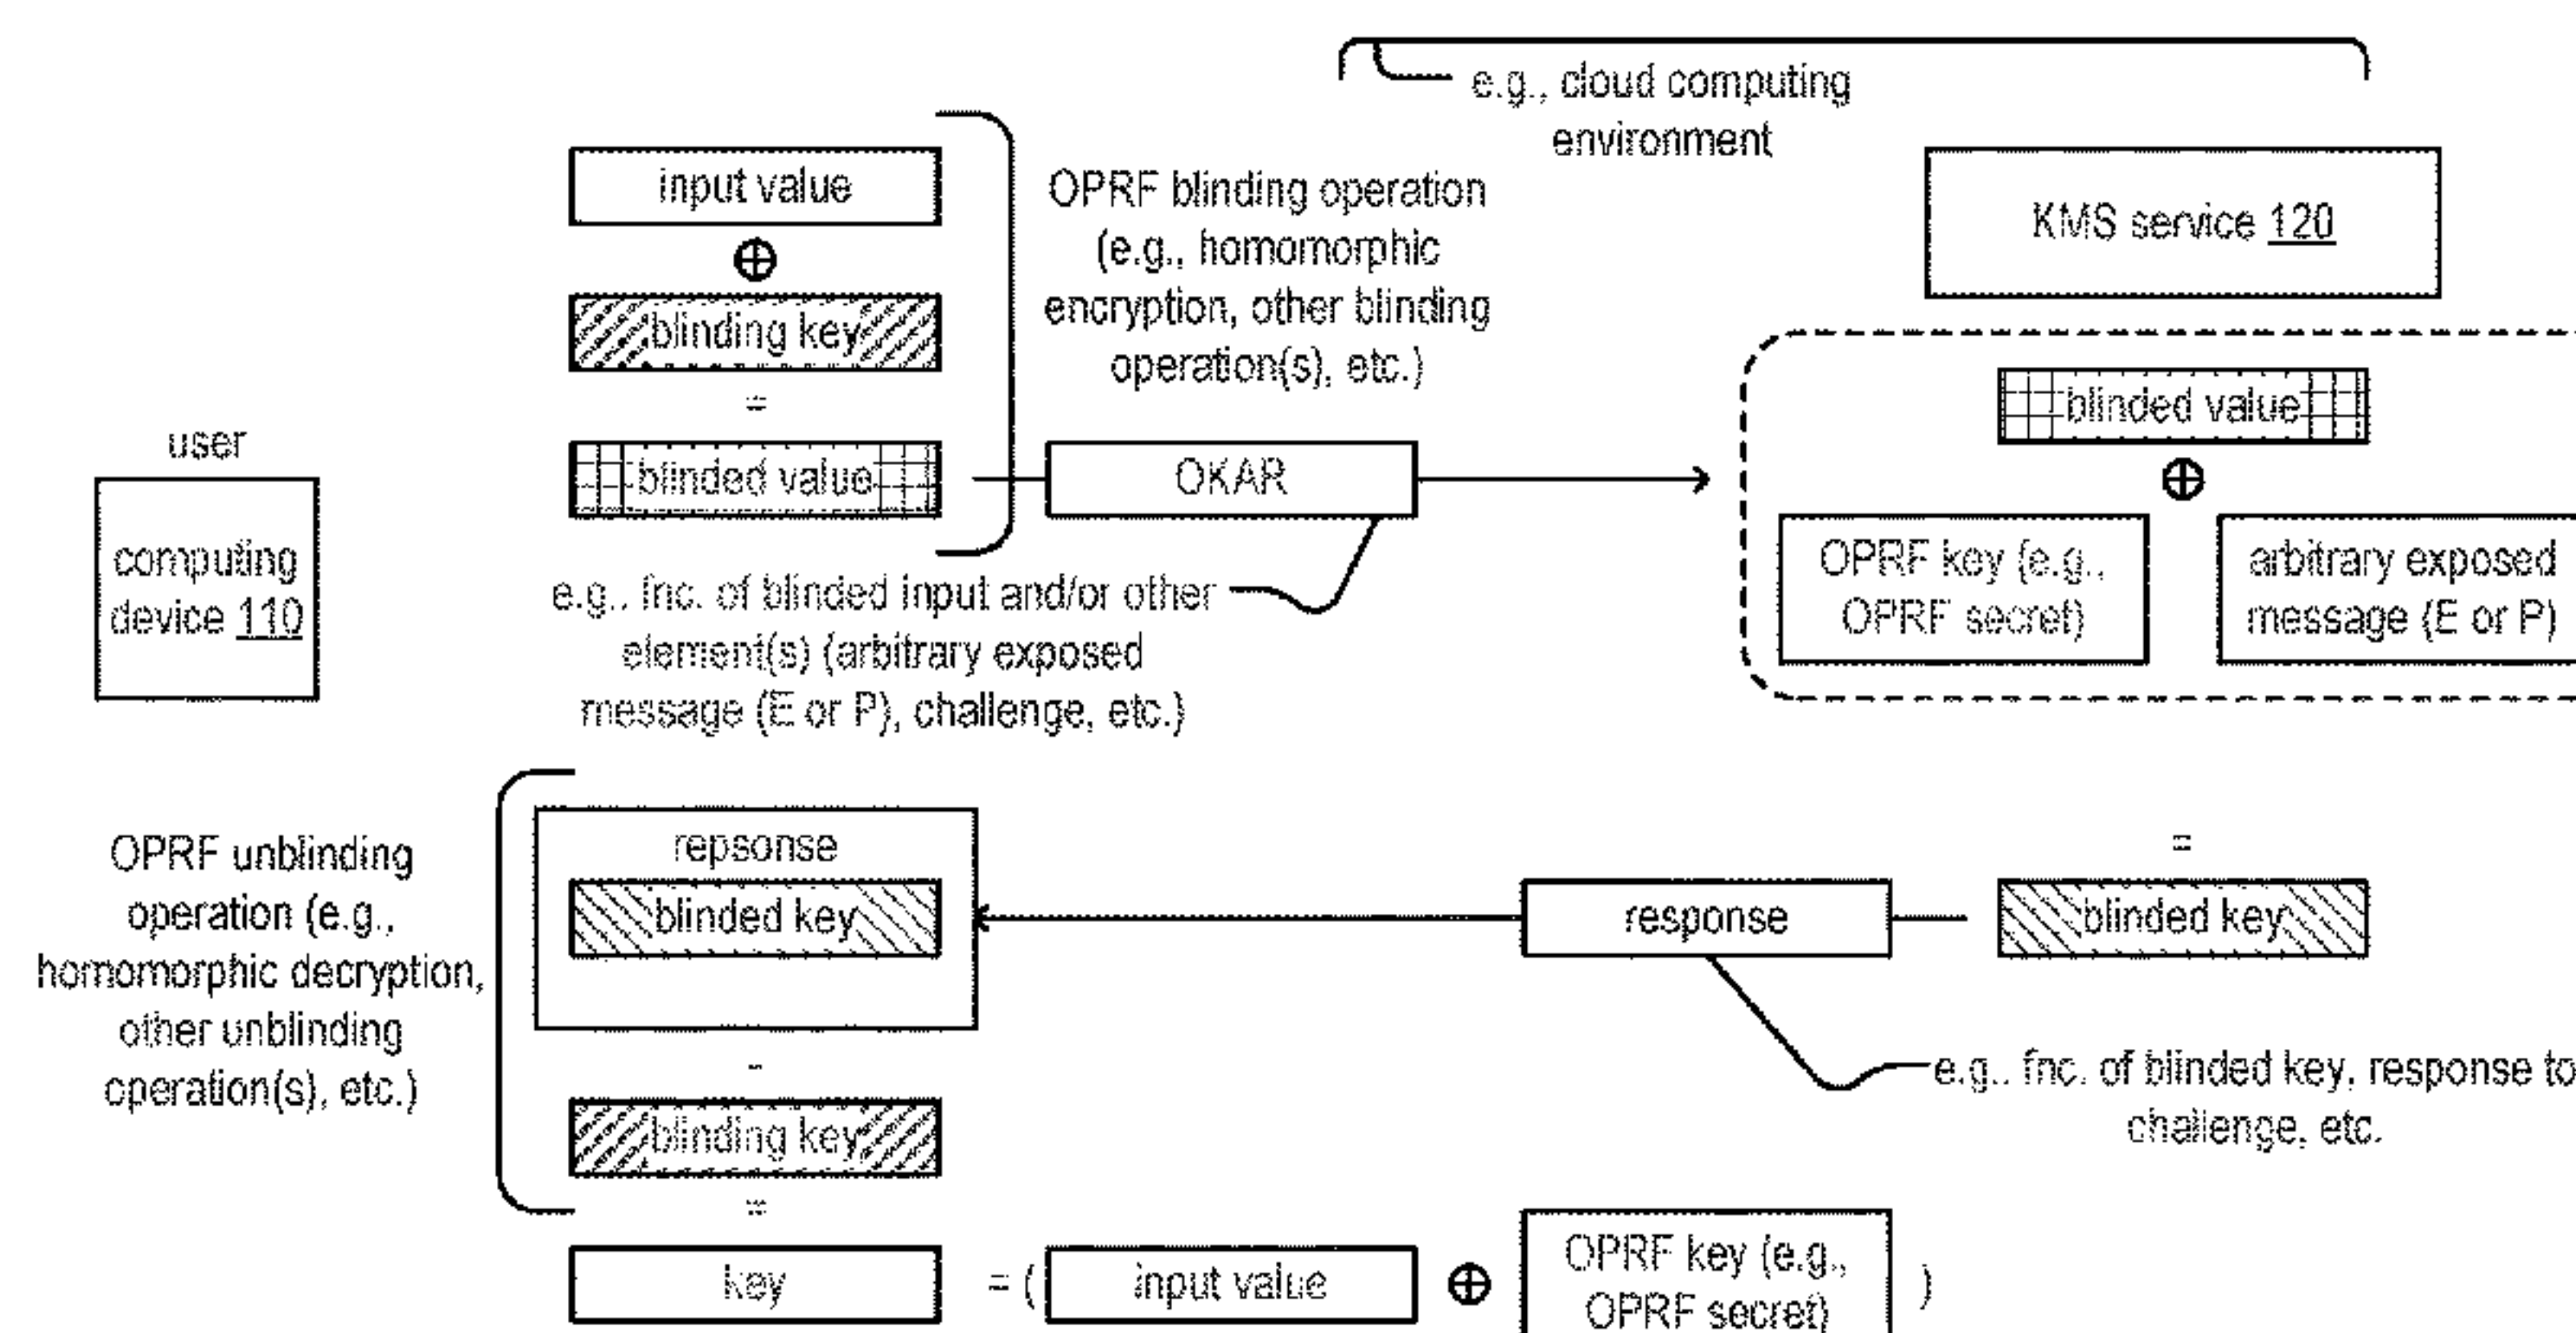 e.g., cloud computing
environment
input value
⊕
blinding key
=
blinded value
OPRF blinding operation
(e.g., homomorphic
encryption, other blinding
operation(s), etc.)
KMS service 120
user
computing
device 110
OKAR
e.g., fnc. of blinded input and/or other
element(s) (arbitrary exposed
message (E or P), challenge, etc.)
blinded value
⊕
OPRF key (e.g.,
OPRF secret)
arbitrary exposed
message (E or P)
OPRF unblinding
operation (e.g.,
homomorphic decryption,
other unblinding
operation(s), etc.)
repsonse
blinded key
-
blinding key
=
response
=
blinded key
e.g., fnc. of blinded key, response to
challenge, etc.
key
= (
input value
⊕
OPRF key (e.g.,
OPRF secret)
)